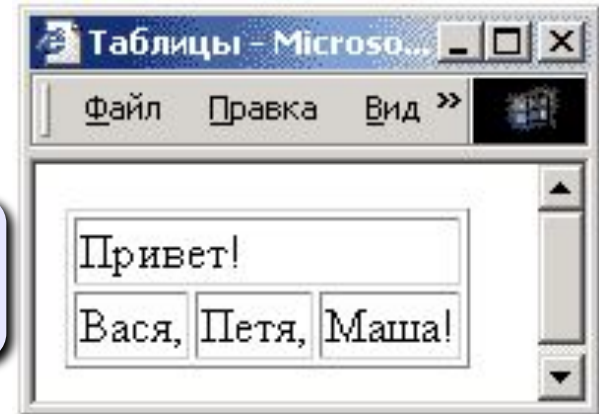 Таблицы - Microso...
Файл Правка Вид »
Привет!
Вася, Петя, Маша!